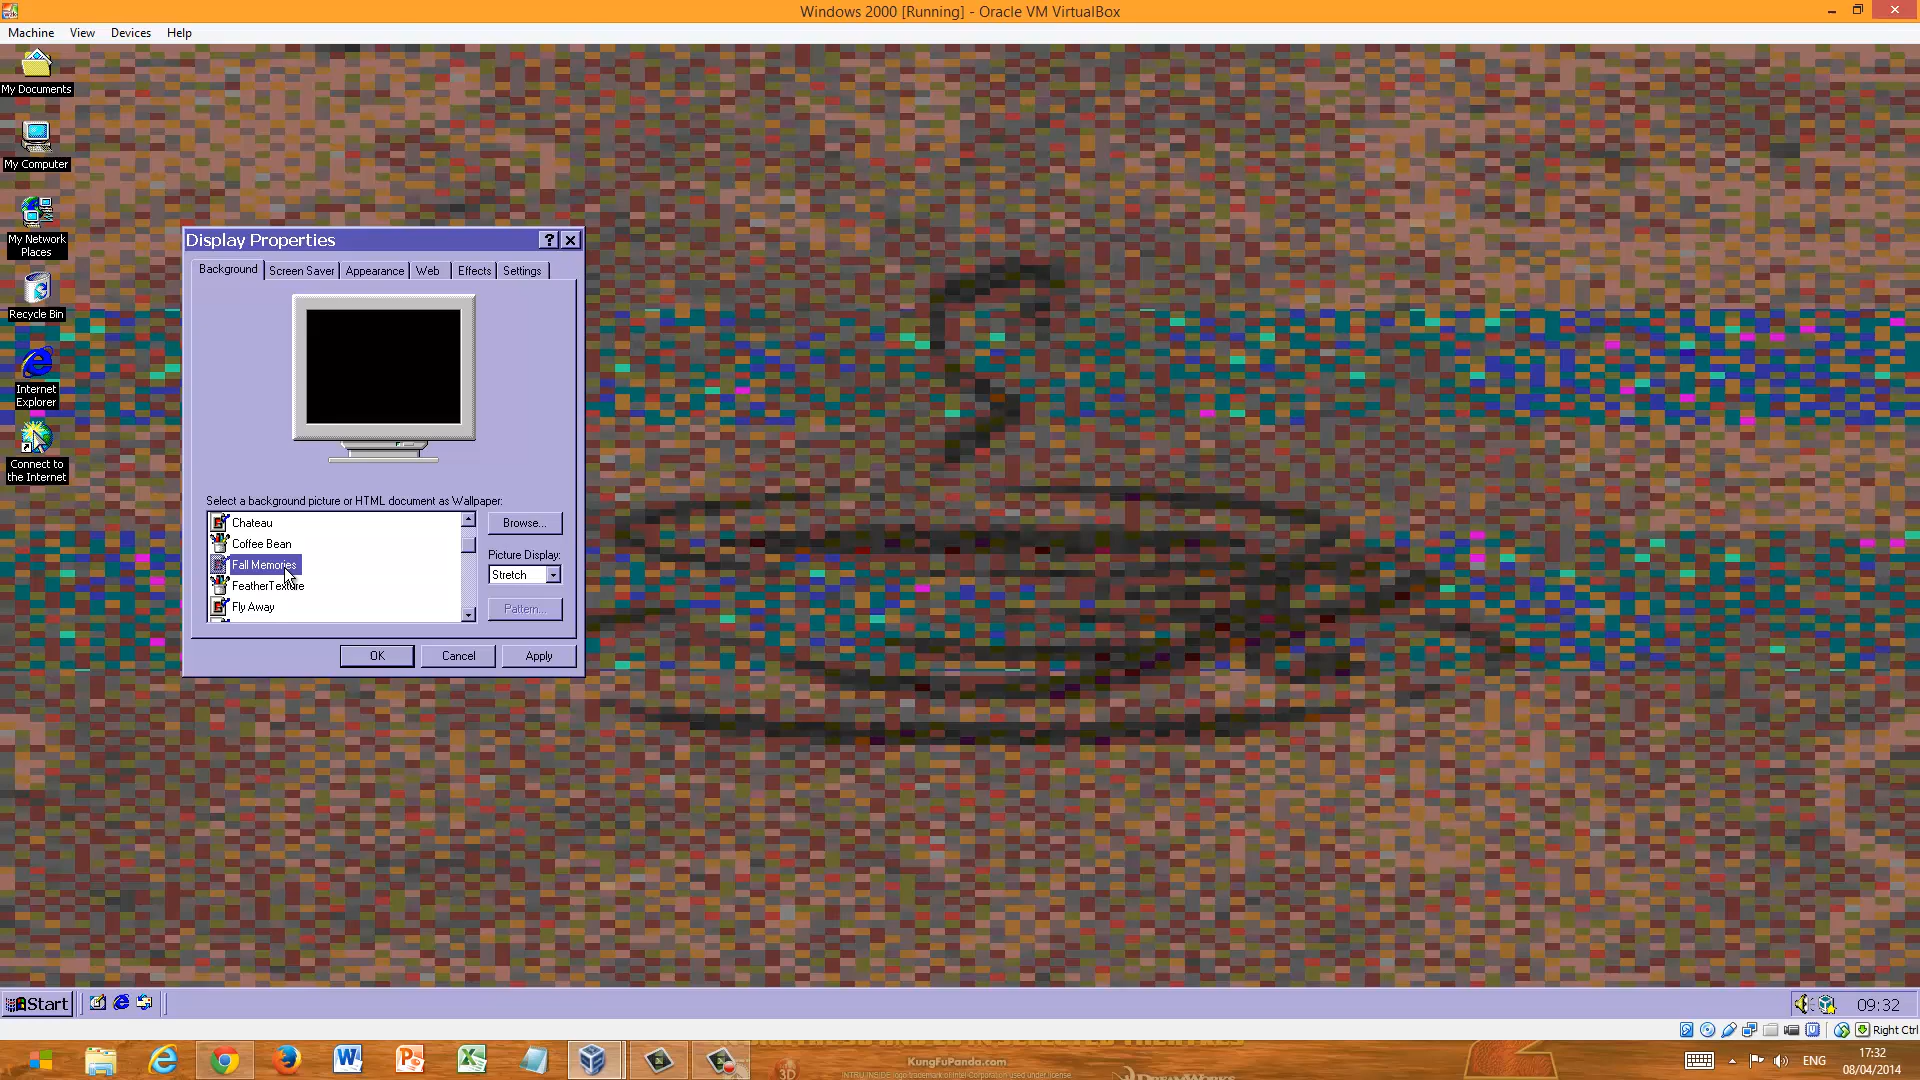 Windows 2000 [Running] - Oracle VM VirtualBox
Machine View Devices Help
My Documents
My Computer
My Network
Places
Recycle Bin
Internet
Explorer
Connect to
the Internet
Display Properties
Background Screen Saver Appearance Web Effects Settings
Select a background picture or HTML document as Wallpaper:
Chateau
Coffee Bean
Fall Memories
FeatherTexture
Fly Away
Browse...
Picture Display:
Stretch
Pattern...
OK Cancel Apply
Start
09:32
Right Ctrl
KungFuPanda.com
3D
ENG
17:32
08/04/2014